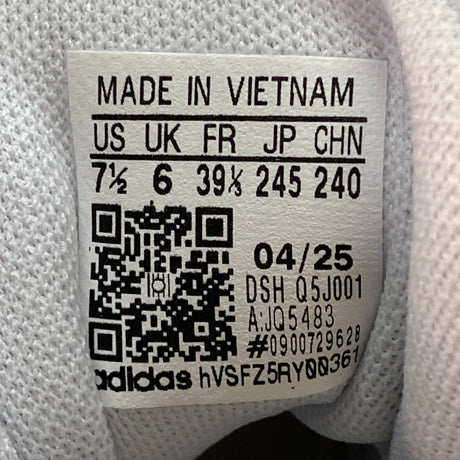 MADE IN VIETNAM
US UK FR JP CHN
7½ 6 39⅓ 245 240
04/25
DSH Q5J001
A:JQ5483
#0900729628
adidas hVSFZ5RY00361